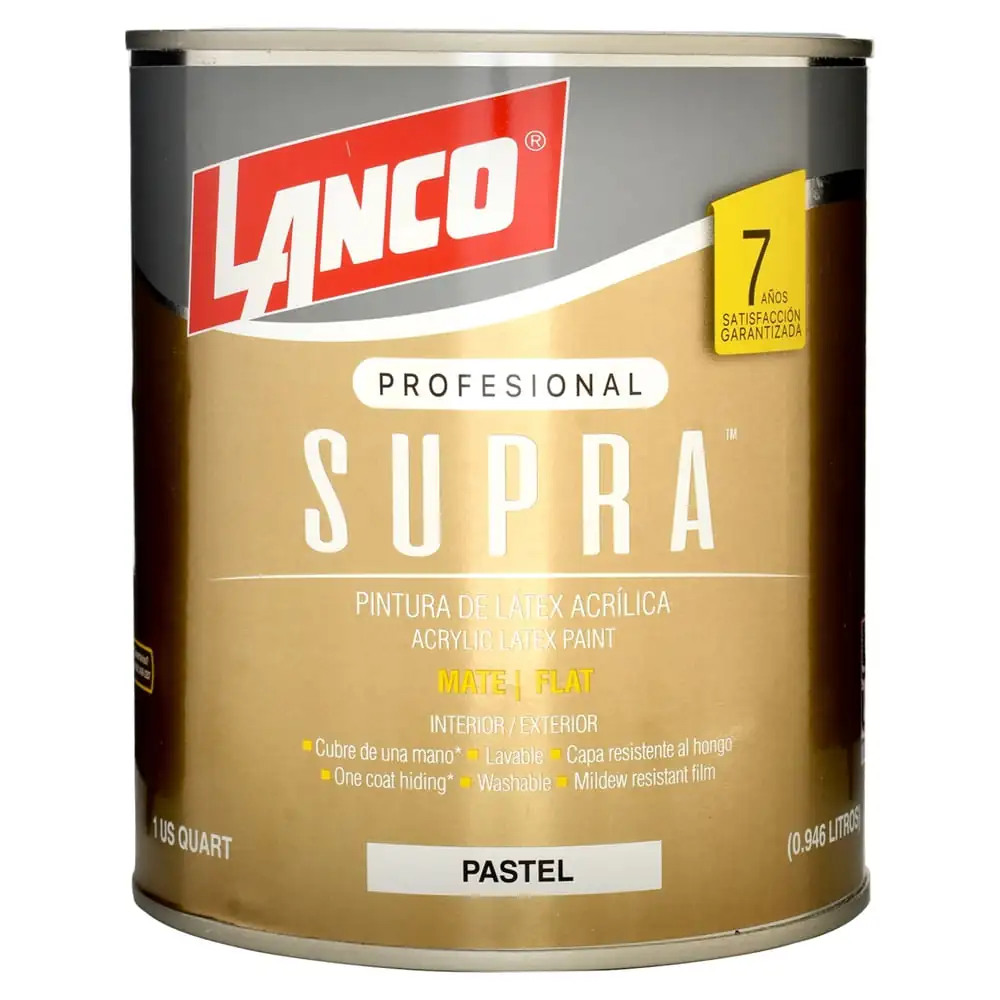 LANCO®
7
AÑOS
SATISFACCIÓN
GARANTIZADA
PROFESIONAL
SUPRA™
PINTURA DE LATEX ACRÍLICA
ACRYLIC LATEX PAINT
MATE | FLAT
INTERIOR / EXTERIOR
▪ Cubre de una mano* ▪ Lavable ▪ Capa resistente al hongo
▪ One coat hiding* ▪ Washable ▪ Mildew resistant film
1 US QUART
(0.946 LITROS)
PASTEL